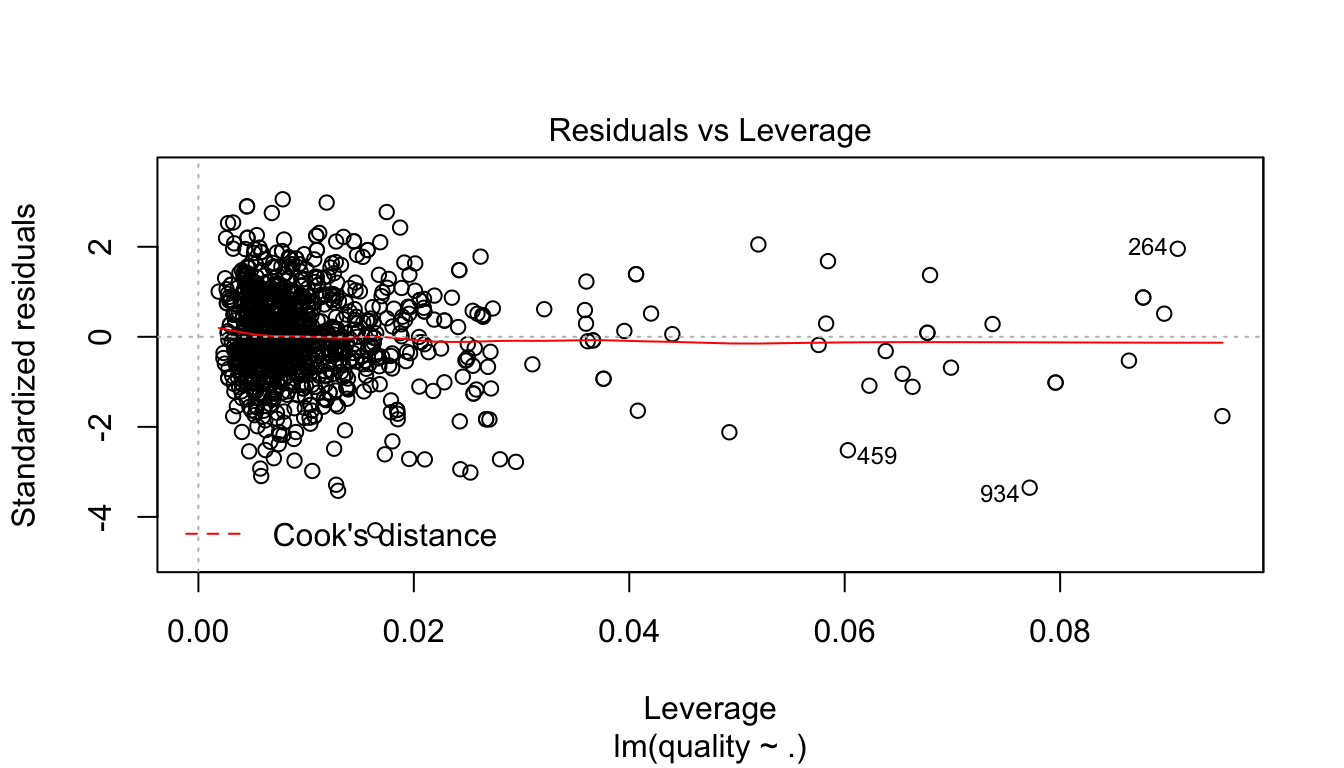 Residuals vs Leverage
Standardized residuals
2
0
-2
-4
264
459
934
Cook's distance
0.00 0.02 0.04 0.06 0.08
Leverage
lm(quality ~ .)